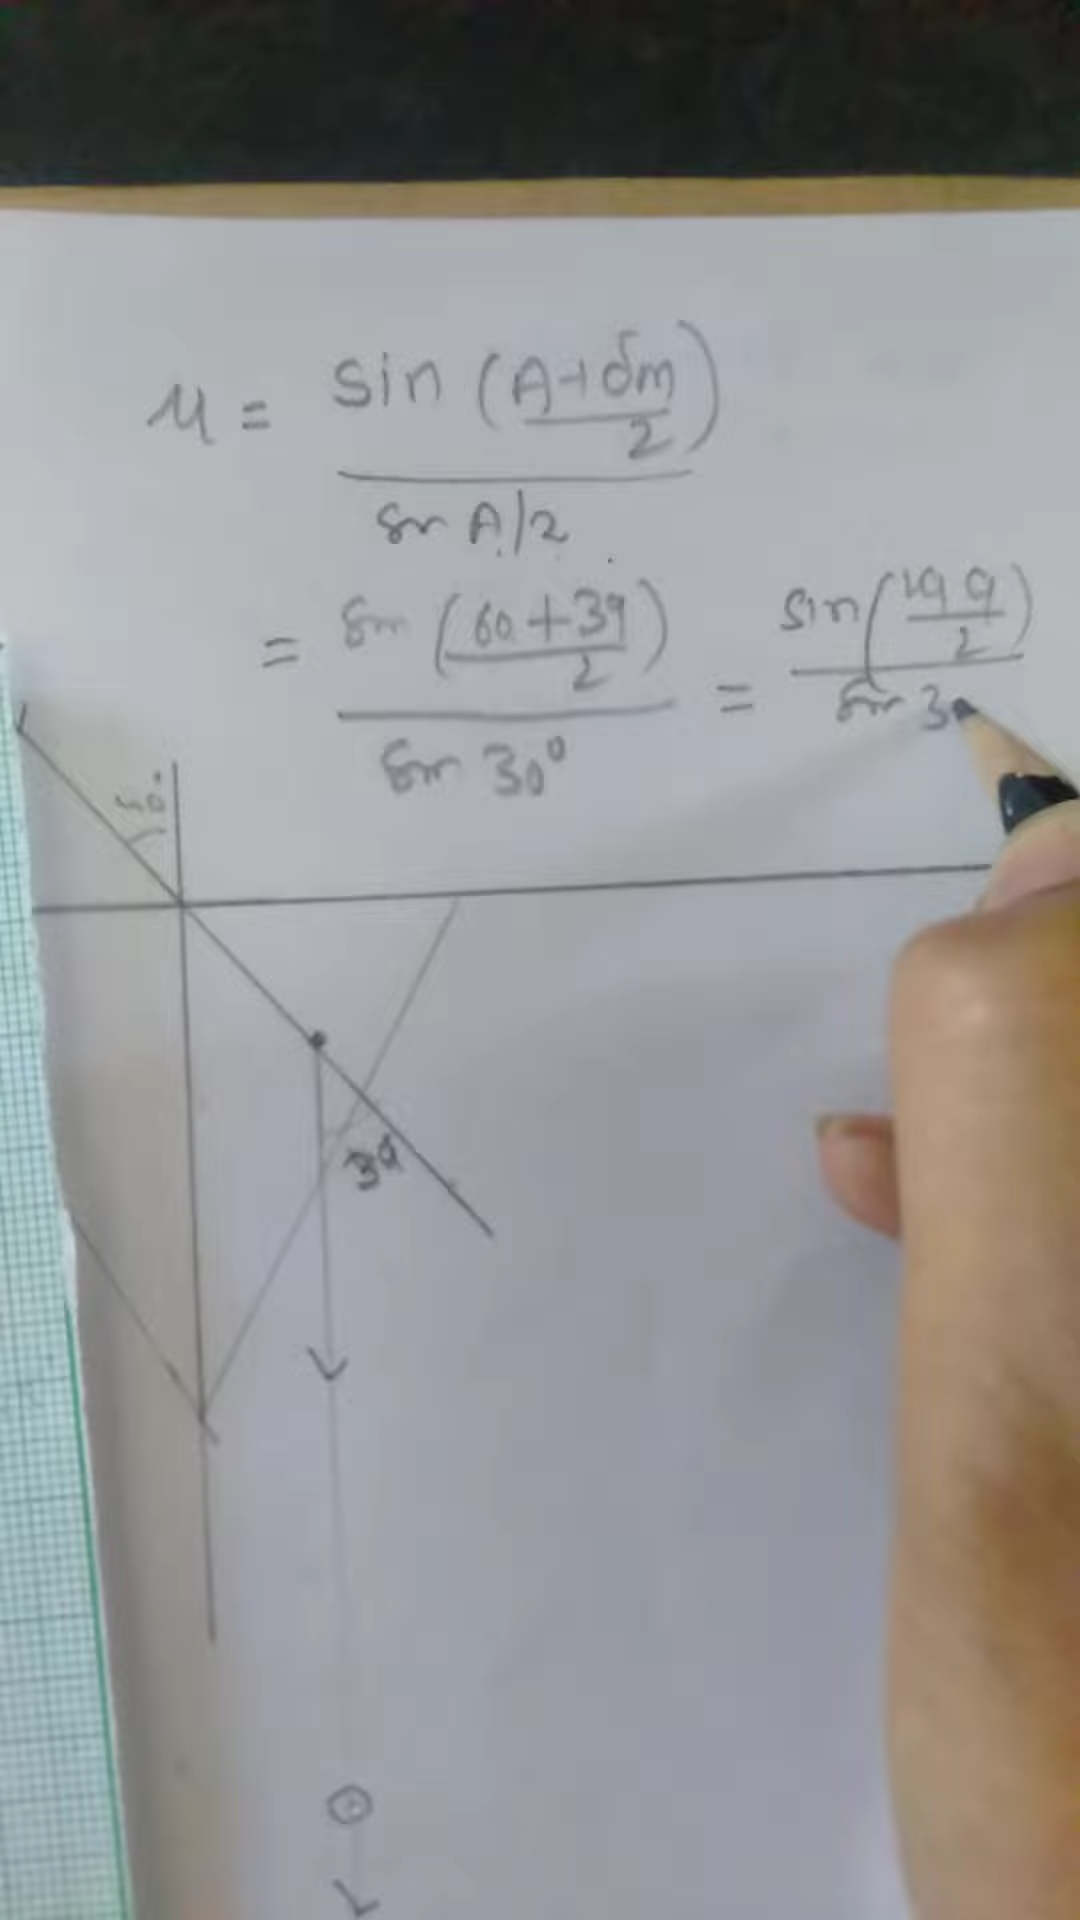 μ = sin (A+δm/2) / sin A/2
= sin (60+39/2) / sin 30° = sin (99/2) / sin 3
40°
39